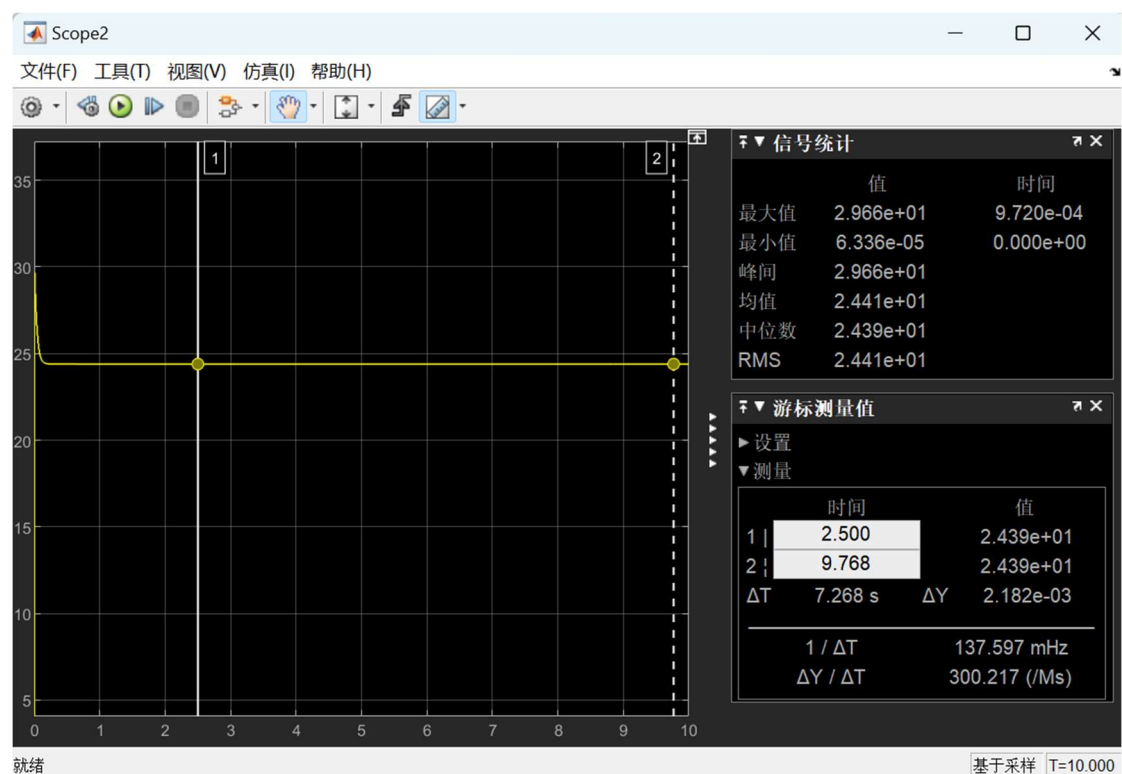 Scope2
文件(F) 工具(T) 视图(V) 仿真(I) 帮助(H)
1
2
35
30
25
20
15
10
5
0 1 2 3 4 5 6 7 8 9 10
信号统计
值 时间
最大值 2.966e+01 9.720e-04
最小值 6.336e-05 0.000e+00
峰间 2.966e+01
均值 2.441e+01
中位数 2.439e+01
RMS 2.441e+01
游标测量值
设置
测量
时间 值
1 | 2.500 2.439e+01
2 ¦ 9.768 2.439e+01
ΔT 7.268 s ΔY 2.182e-03
1 / ΔT 137.597 mHz
ΔY / ΔT 300.217 (/Ms)
就绪 基于采样 T=10.000